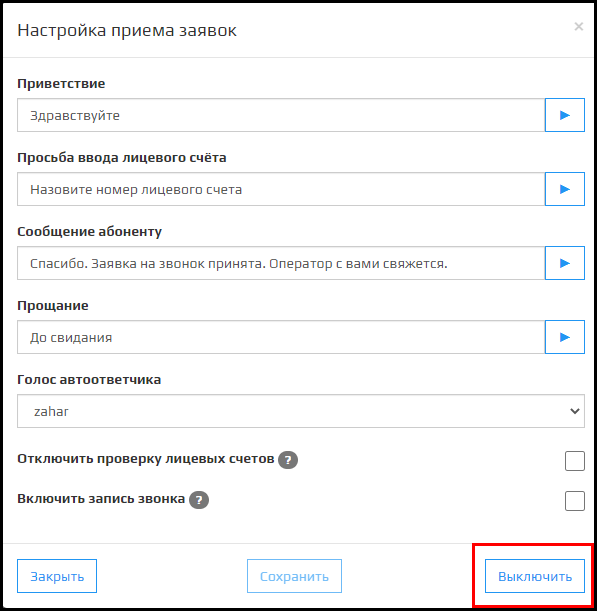 Настройка приема заявок ×
Приветствие
Здравствуйте
Просьба ввода лицевого счёта
Назовите номер лицевого счета
Сообщение абоненту
Спасибо. Заявка на звонок принята. Оператор с вами свяжется.
Прощание
До свидания
Голос автоответчика
zahar
Отключить проверку лицевых счетов ?
Включить запись звонка ?
Закрыть Сохранить Выключить